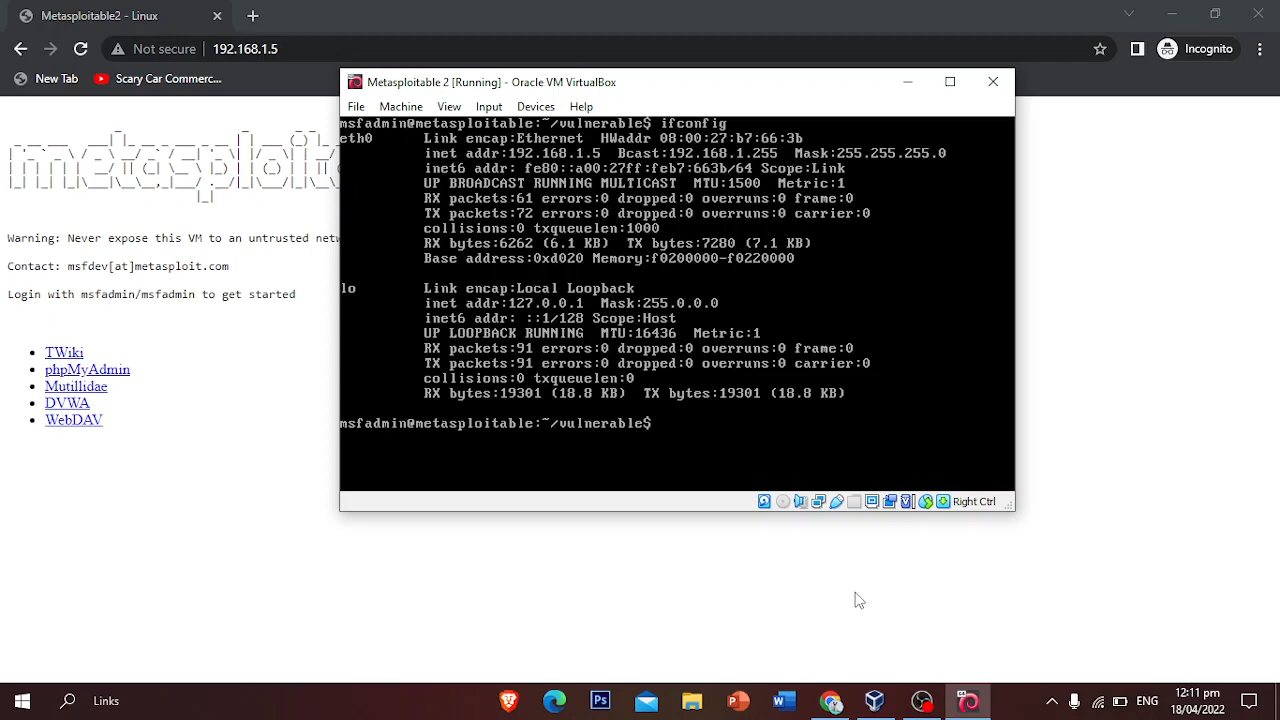 Metasploitable2 - Linux
Not secure 192.168.1.5
Incognito
New Tab
Scary Car Commerc...
Metasploitable 2 [Running] - Oracle VM VirtualBox
File Machine View Input Devices Help
msfadmin@metasploitable:~/vulnerable$ ifconfig
eth0 Link encap:Ethernet HWaddr 08:00:27:b7:66:3b
inet addr:192.168.1.5 Bcast:192.168.1.255 Mask:255.255.255.0
inet6 addr: fe80::a00:27ff:feb7:663b/64 Scope:Link
UP BROADCAST RUNNING MULTICAST MTU:1500 Metric:1
RX packets:61 errors:0 dropped:0 overruns:0 frame:0
TX packets:72 errors:0 dropped:0 overruns:0 carrier:0
collisions:0 txqueuelen:1000
RX bytes:6262 (6.1 KB) TX bytes:7280 (7.1 KB)
Base address:0xd020 Memory:f0200000-f0220000
lo Link encap:Local Loopback
inet addr:127.0.0.1 Mask:255.0.0.0
inet6 addr: ::1/128 Scope:Host
UP LOOPBACK RUNNING MTU:16436 Metric:1
RX packets:91 errors:0 dropped:0 overruns:0 frame:0
TX packets:91 errors:0 dropped:0 overruns:0 carrier:0
collisions:0 txqueuelen:0
RX bytes:19301 (18.8 KB) TX bytes:19301 (18.8 KB)
msfadmin@metasploitable:~/vulnerable$
Right Ctrl
metasploi
Warning: Never expose this VM to an untrusted netw
Contact: msfdev[at]metasploit.com
Login with msfadmin/msfadmin to get started
TWiki
phpMyAdmin
Mutillidae
DVWA
WebDAV
Links
ENG
12:11 pm
18/04/2022